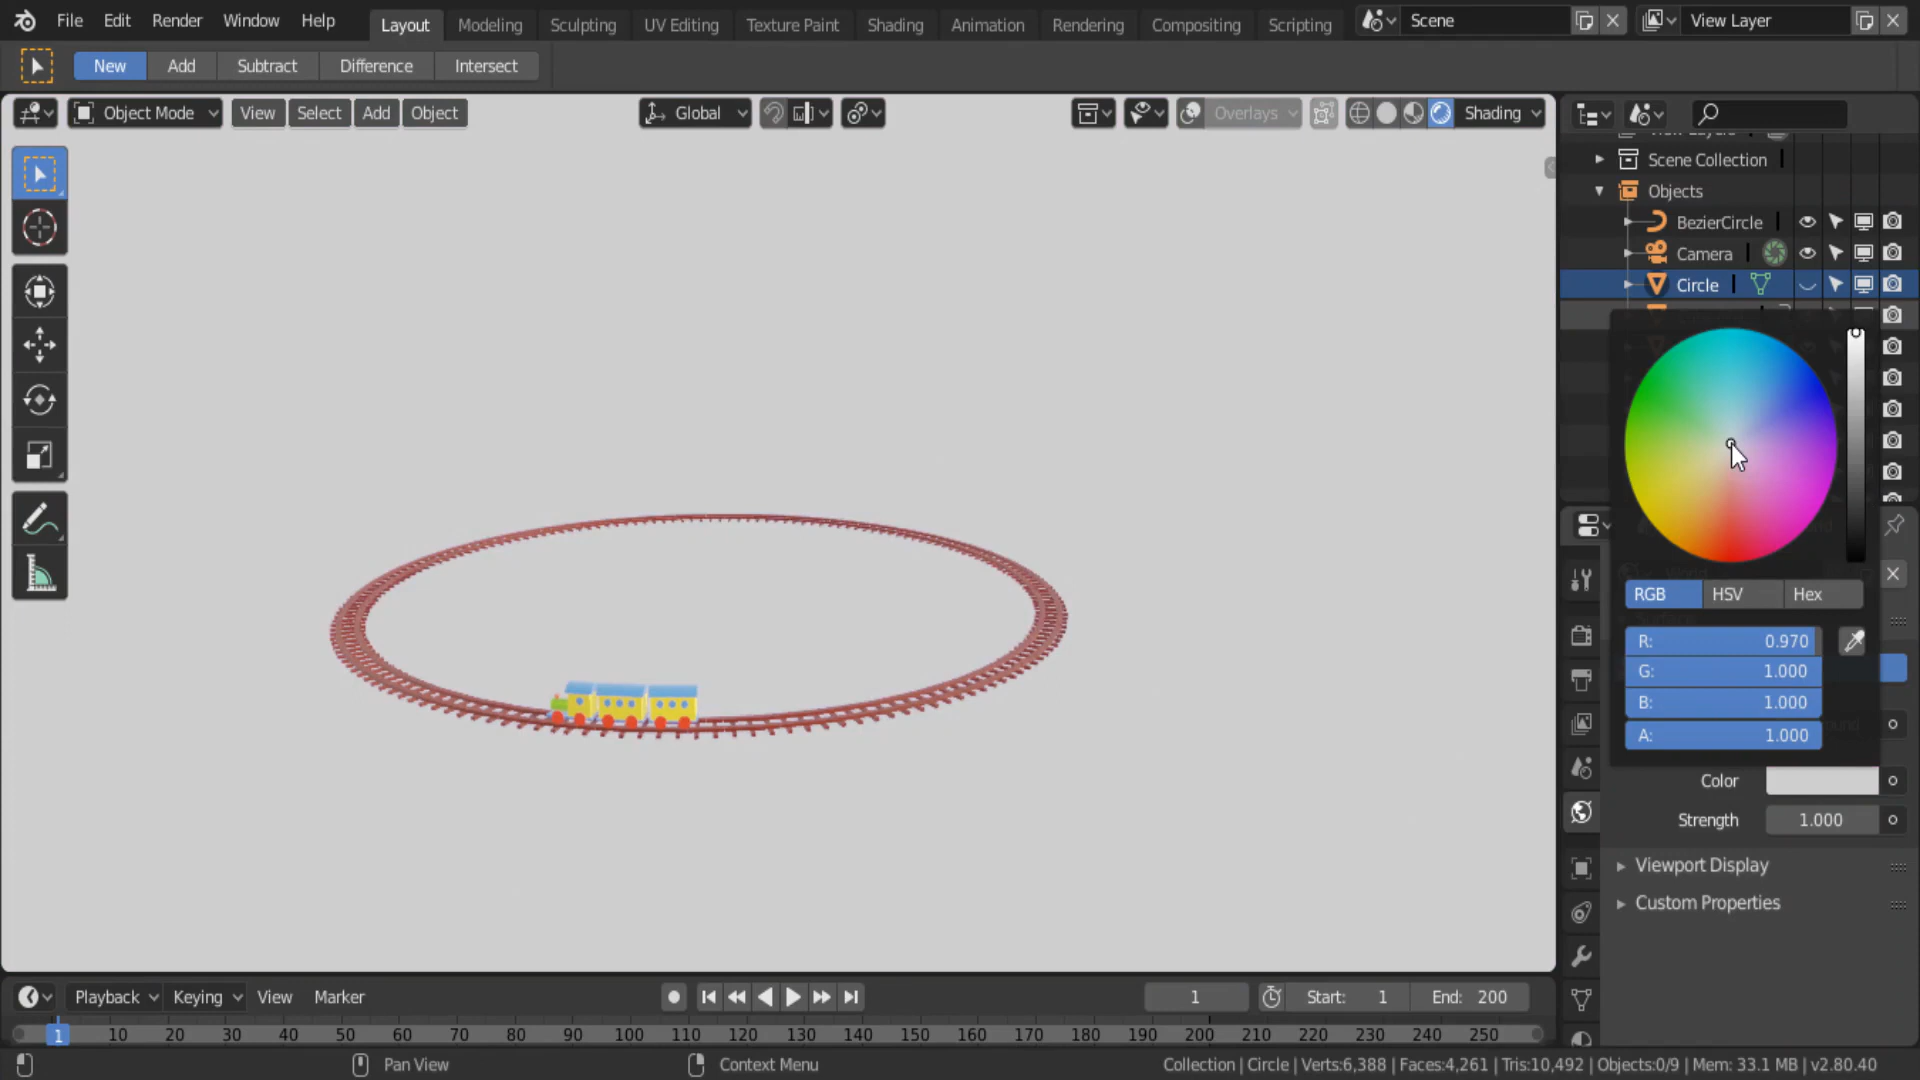 File Edit Render Window Help Layout Modeling Sculpting UV Editing Texture Paint Shading Animation Rendering Compositing Scripting Scene View Layer
New Add Subtract Difference Intersect
Object Mode View Select Add Object Global Overlays Shading
Scene Collection
Objects
BezierCircle
Camera
Circle
RGB HSV Hex
R: 0.970
G: 1.000
B: 1.000
A: 1.000
Color
Strength 1.000
Viewport Display
Custom Properties
Playback Keying View Marker 1 Start: 1 End: 200
1 10 20 30 40 50 60 70 80 90 100 110 120 130 140 150 160 170 180 190 200 210 220 230 240 250
Pan View Context Menu Collection | Circle | Verts:6,388 | Faces:4,261 | Tris:10,492 | Objects:0/9 | Mem: 33.1 MB | v2.80.40